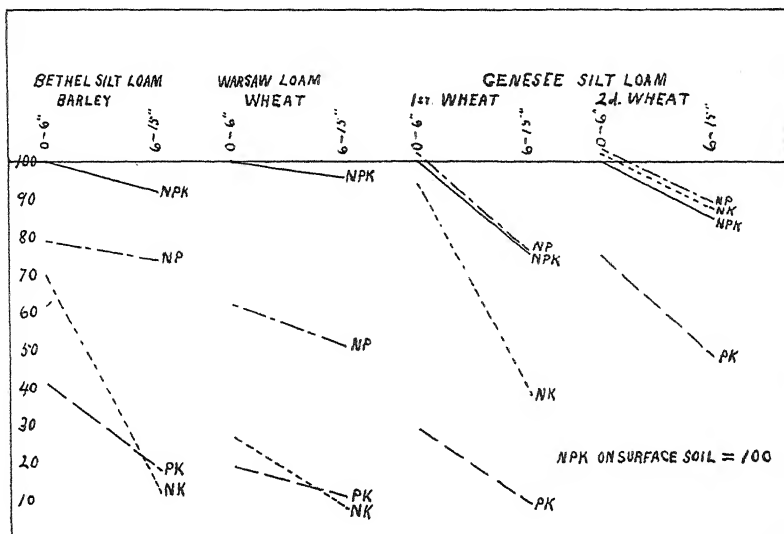 BETHEL SILT LOAM
BARLEY
WARSAW LOAM
WHEAT
GENESEE SILT LOAM
1ST. WHEAT
2d. WHEAT
0-6"
6-15"
0-6"
6-15"
0-6"
6-15"
0-6"
6-15"
100
90
80
70
60
50
40
30
20
10
NPK
NP
PK
NK
NPK
NP
PK
NK
NP
NPK
NK
PK
NP
NK
NPK
PK
NPK ON SURFACE SOIL = 100